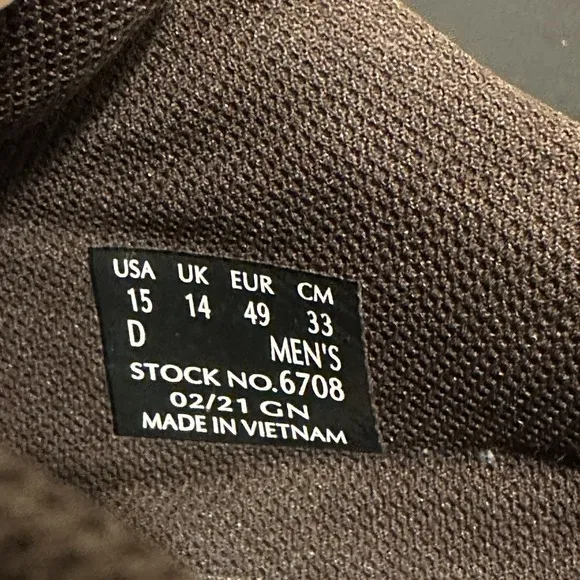 USA UK EUR CM
15 14 49 33
D MEN'S
STOCK NO.6708
02/21 GN
MADE IN VIETNAM